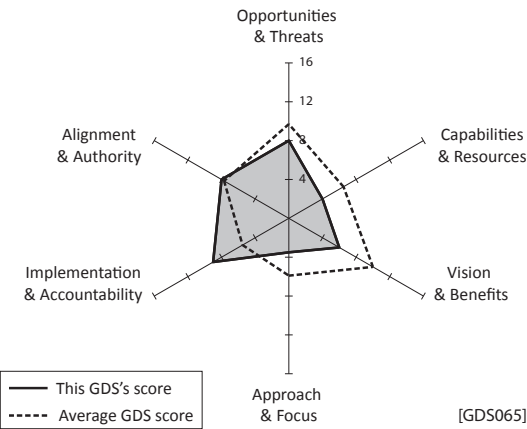 Opportunities
& Threats
16
12
8
4
Alignment
& Authority
Capabilities
& Resources
Implementation
& Accountability
Vision
& Benefits
This GDS's score
Average GDS score
Approach
& Focus
[GDS065]